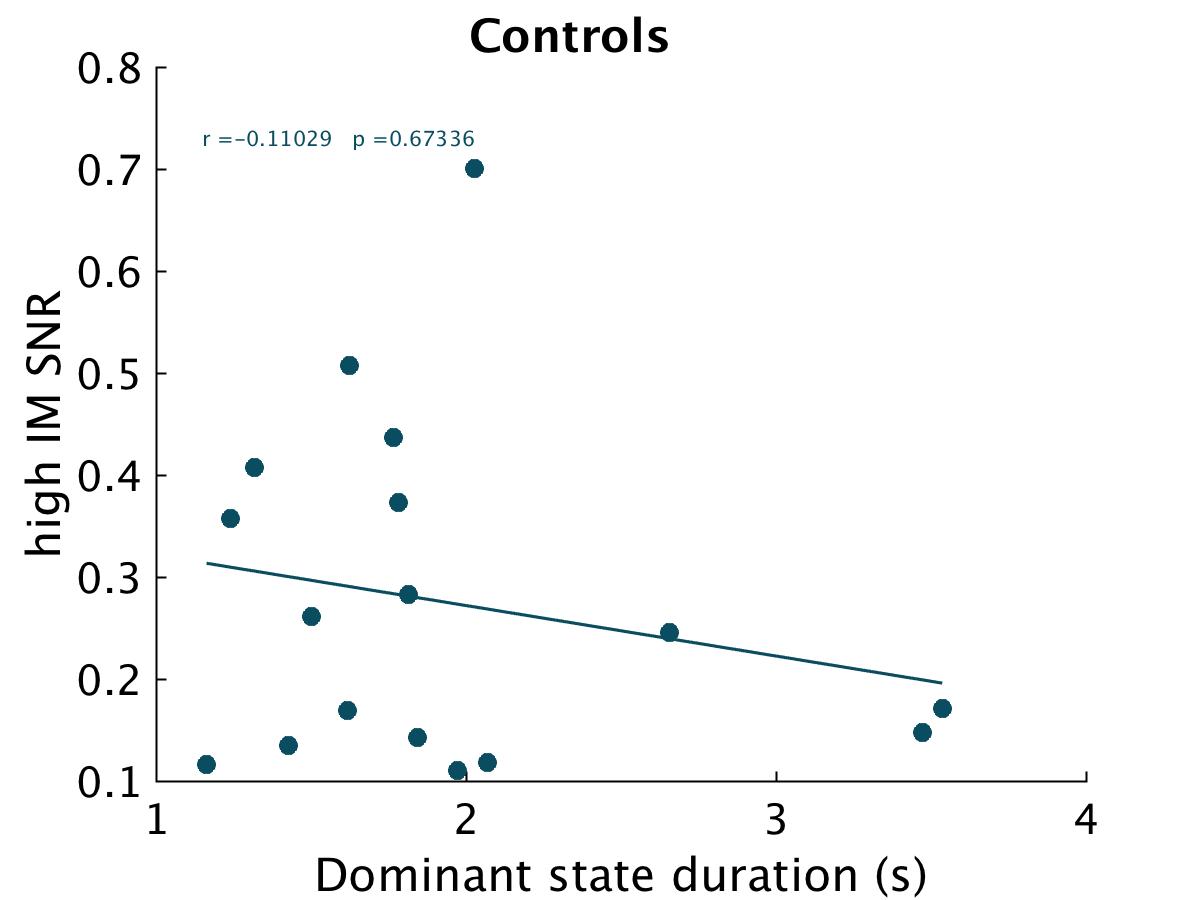 Controls
0.8
r =–0.11029   p =0.67336
0.7
0.6
0.5
0.4
0.3
0.2
0.1
high IM SNR
1 2 3 4
Dominant state duration (s)